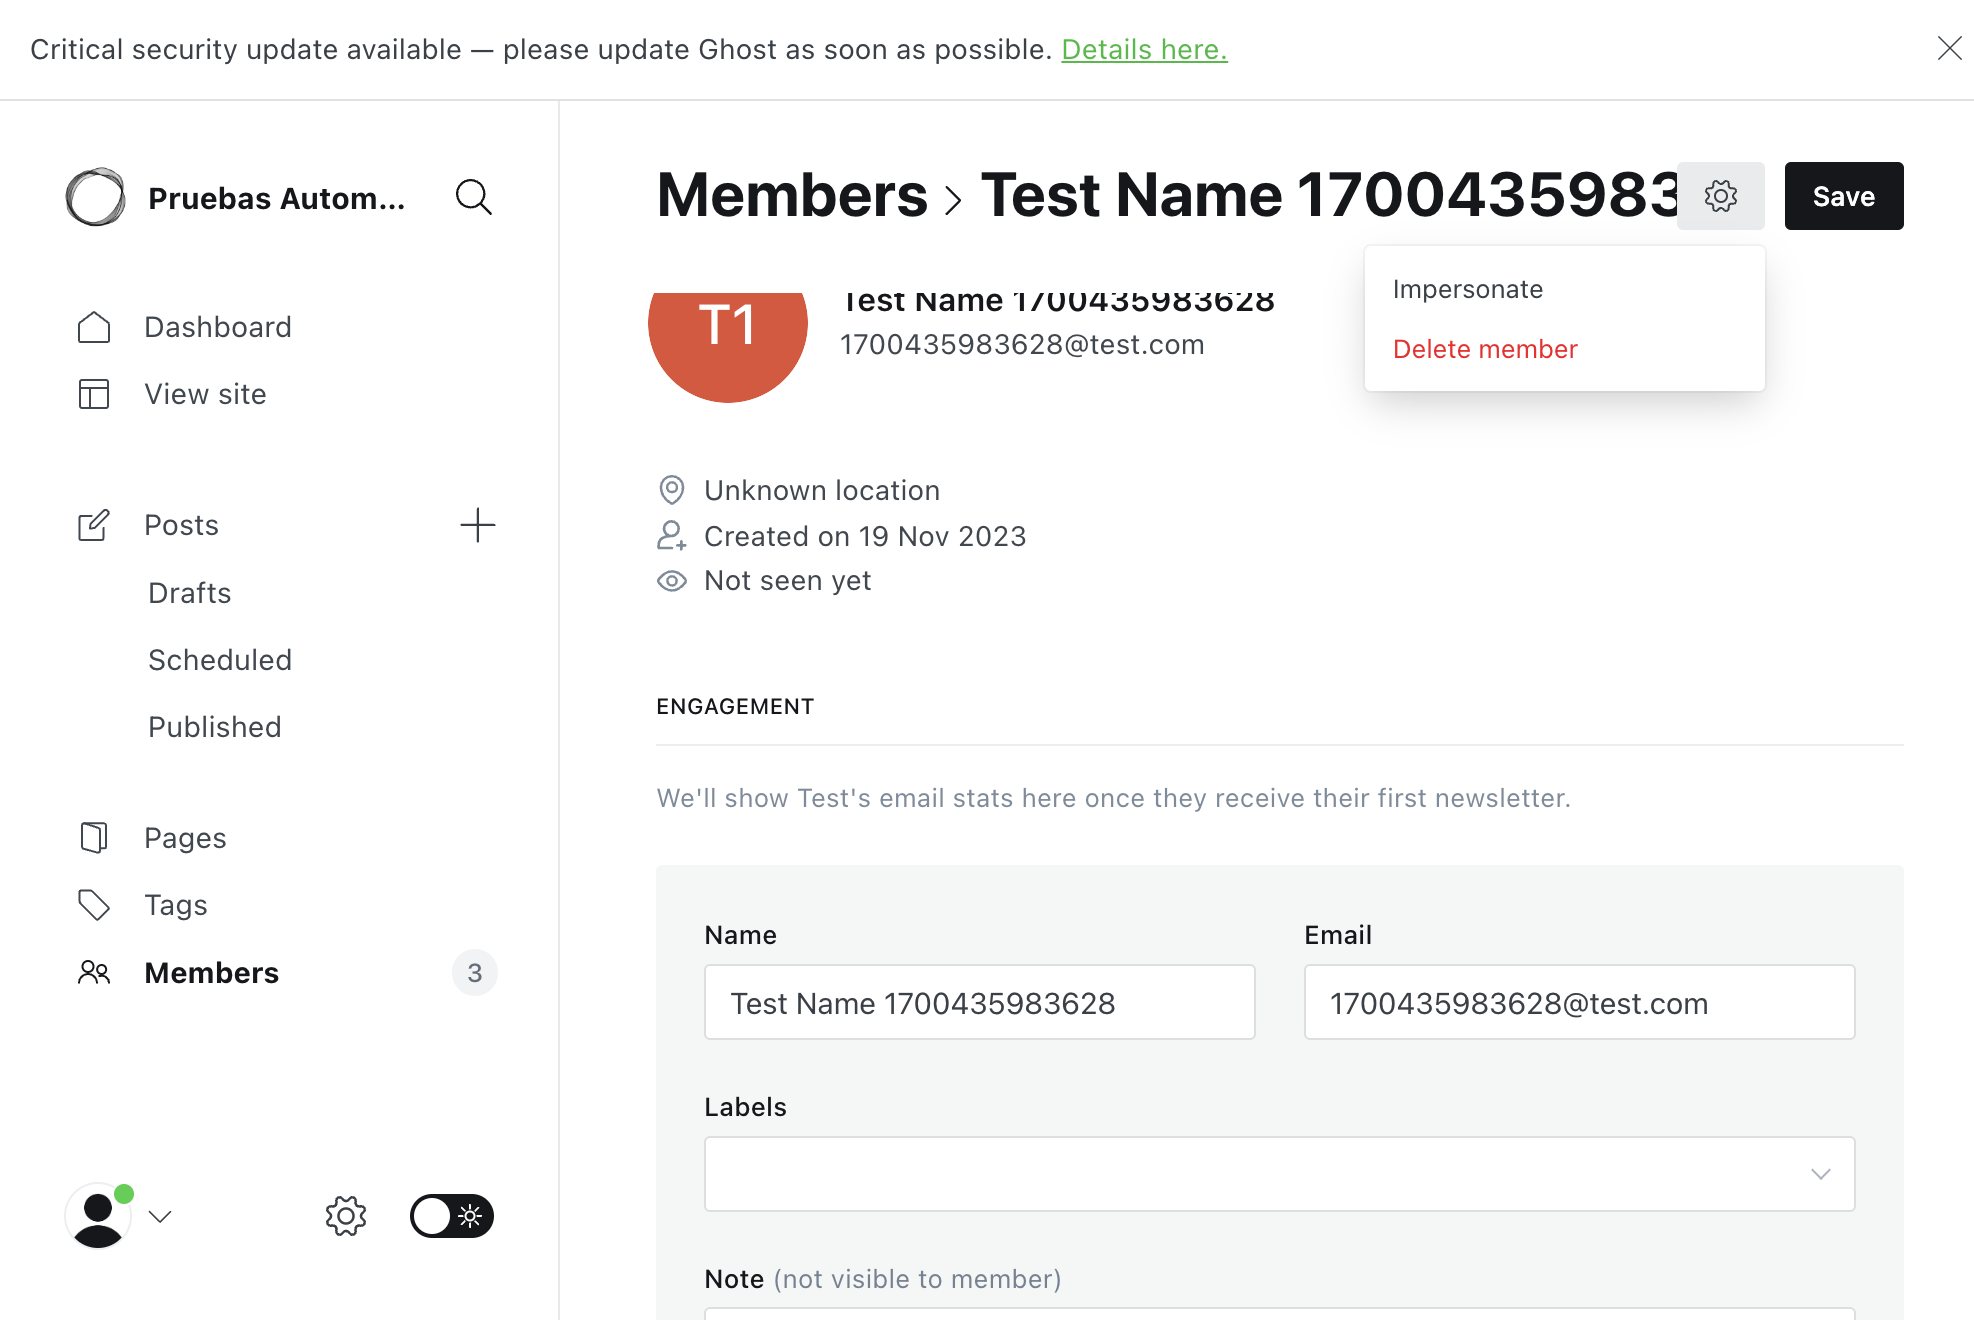 Critical security update available — please update Ghost as soon as possible. Details here.
Pruebas Autom...
Dashboard
View site
Posts
Drafts
Scheduled
Published
Pages
Tags
Members 3
Members > Test Name 1700435983
Save
Impersonate
Delete member
T1
Test Name 1700435983628
1700435983628@test.com
Unknown location
Created on 19 Nov 2023
Not seen yet
ENGAGEMENT
We'll show Test's email stats here once they receive their first newsletter.
Name
Test Name 1700435983628
Email
1700435983628@test.com
Labels
Note (not visible to member)